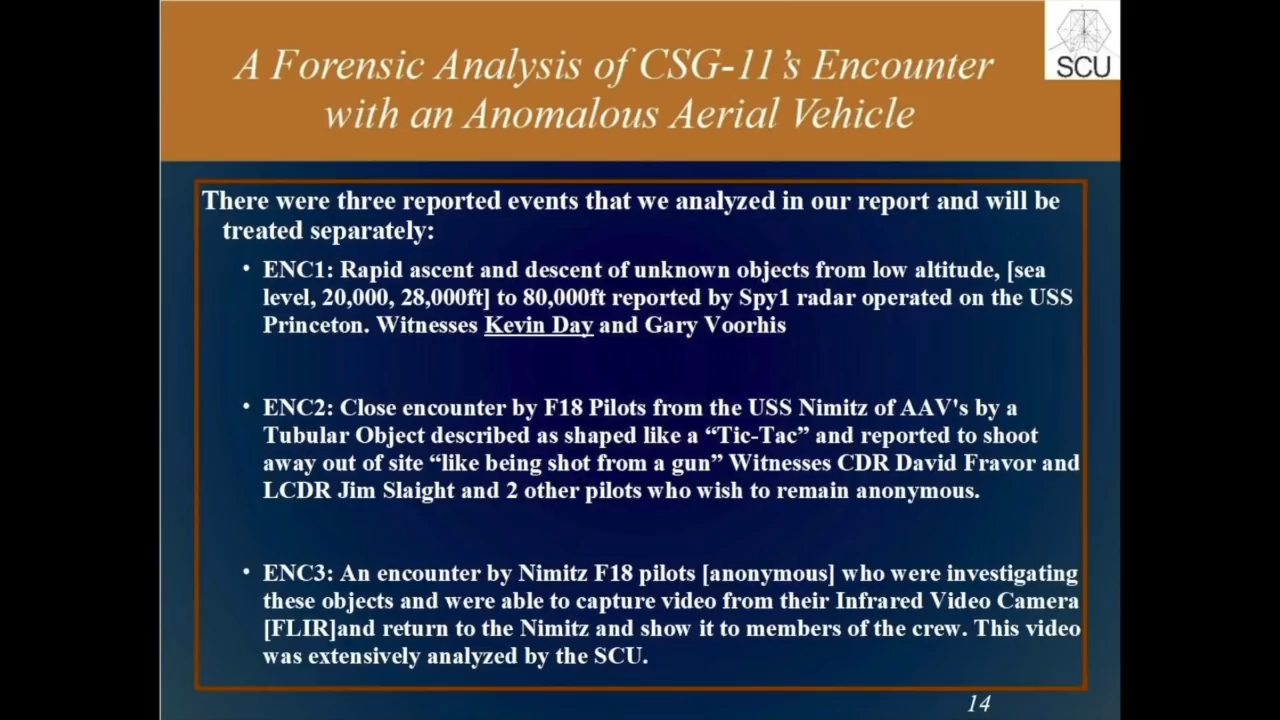 SCU
A Forensic Analysis of CSG-11's Encounter
with an Anomalous Aerial Vehicle
There were three reported events that we analyzed in our report and will be
treated separately:
• ENC1: Rapid ascent and descent of unknown objects from low altitude, [sea
level, 20,000, 28,000ft] to 80,000ft reported by Spy1 radar operated on the USS
Princeton. Witnesses Kevin Day and Gary Voorhis
• ENC2: Close encounter by F18 Pilots from the USS Nimitz of AAV's by a
Tubular Object described as shaped like a “Tic-Tac” and reported to shoot
away out of site “like being shot from a gun” Witnesses CDR David Fravor and
LCDR Jim Slaight and 2 other pilots who wish to remain anonymous.
• ENC3: An encounter by Nimitz F18 pilots [anonymous] who were investigating
these objects and were able to capture video from their Infrared Video Camera
[FLIR]and return to the Nimitz and show it to members of the crew. This video
was extensively analyzed by the SCU.
14